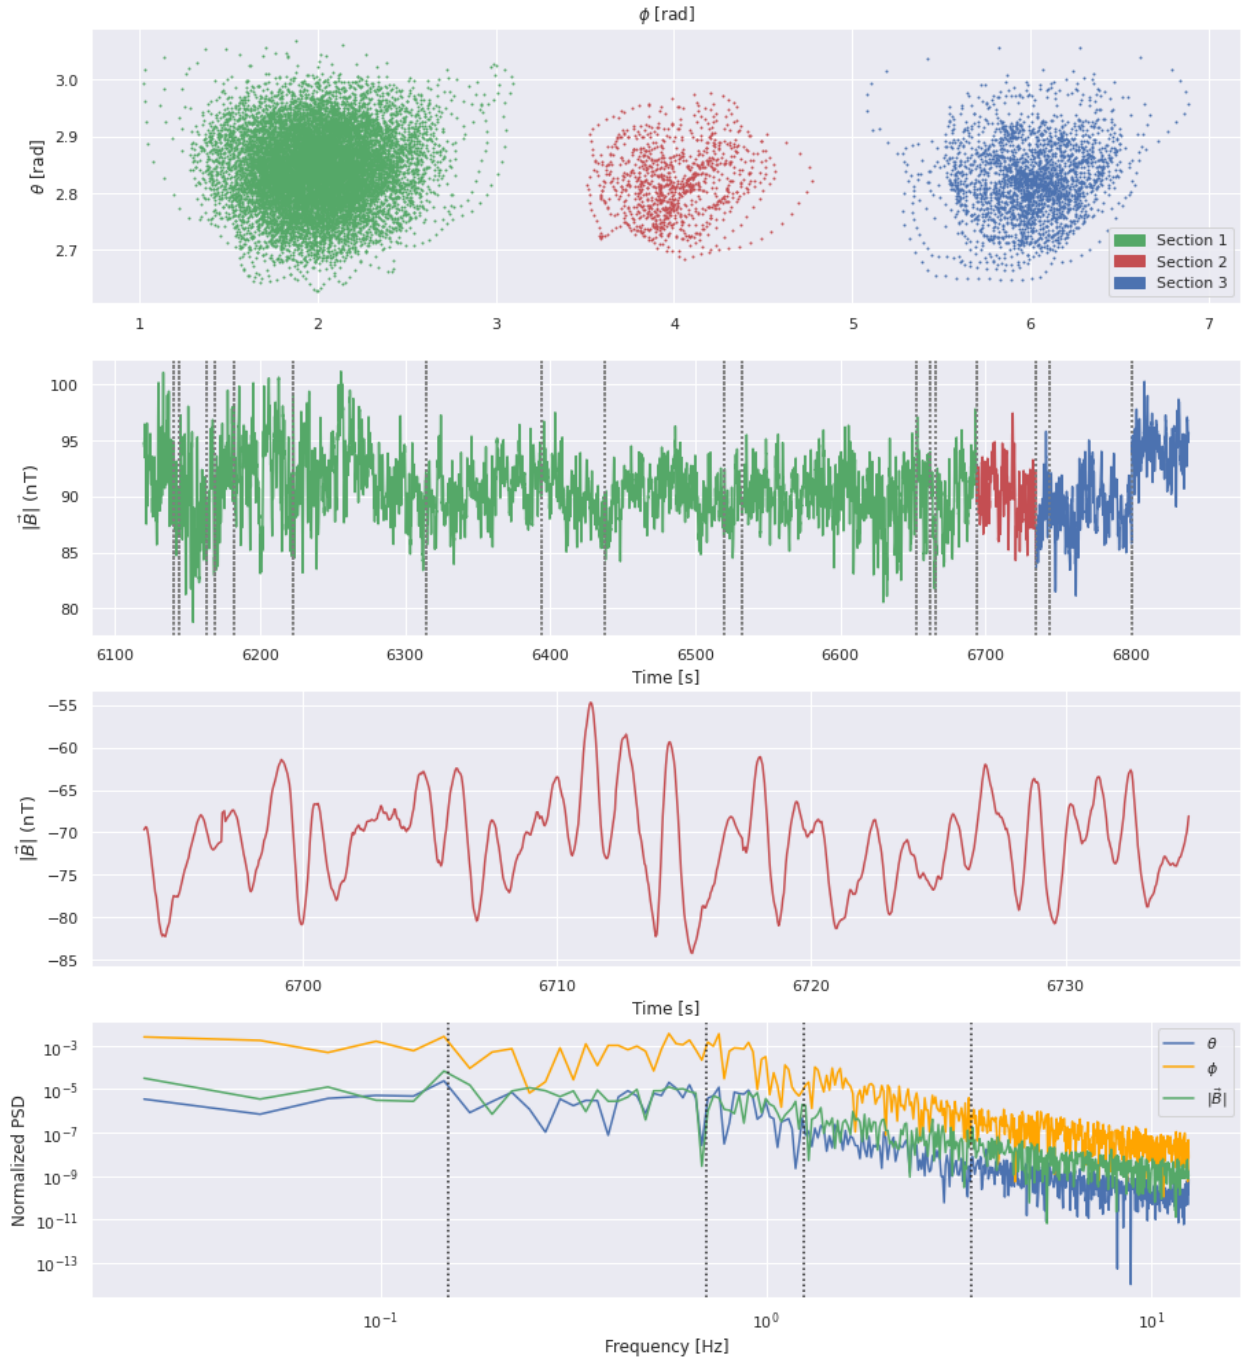 ϕ [rad]
θ [rad]
3.0
2.9
2.8
2.7
1 2 3 4 5 6 7
Section 1
Section 2
Section 3
|B⃗| (nT)
100
95
90
85
80
6100 6200 6300 6400 6500 6600 6700 6800
Time [s]
|B⃗| (nT)
−55
−60
−65
−70
−75
−80
−85
6700 6710 6720 6730
Time [s]
Normalized PSD
10⁻³
10⁻⁵
10⁻⁷
10⁻⁹
10⁻¹¹
10⁻¹³
θ
ϕ
|B⃗|
10⁻¹ 10⁰ 10¹
Frequency [Hz]